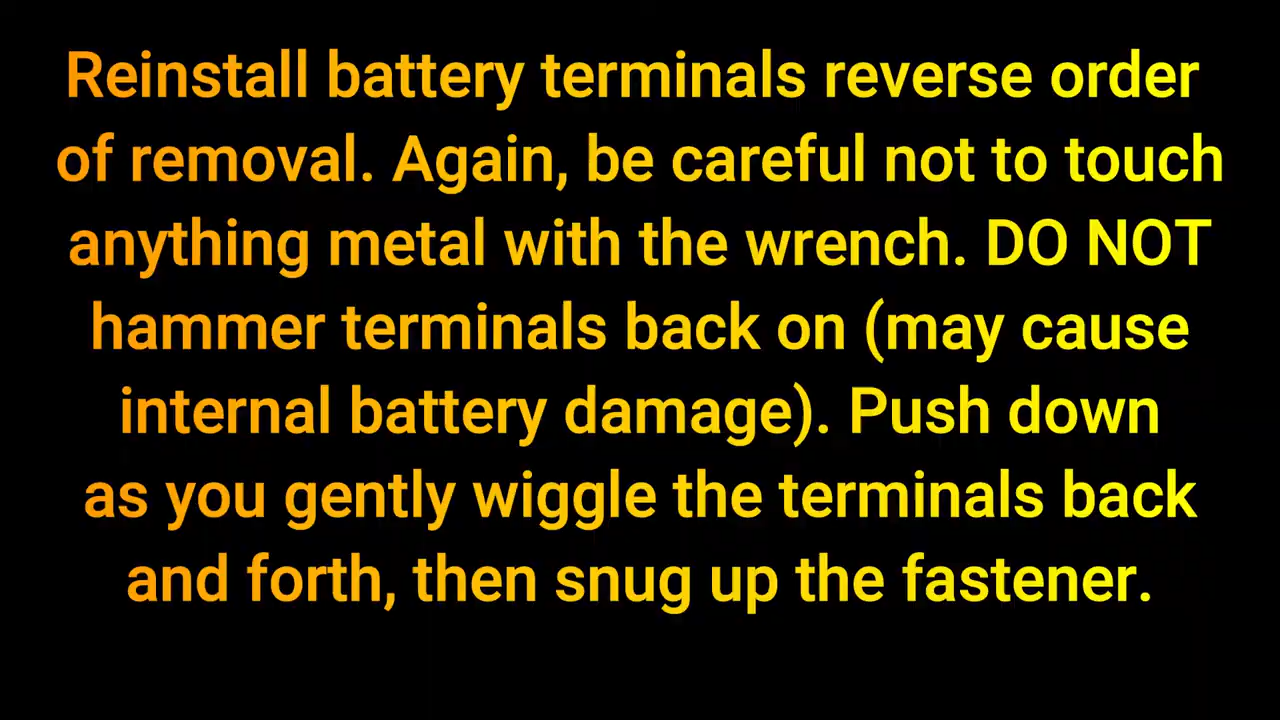 Reinstall battery terminals reverse order
of removal. Again, be careful not to touch
anything metal with the wrench. DO NOT
hammer terminals back on (may cause
internal battery damage). Push down
as you gently wiggle the terminals back
and forth, then snug up the fastener.